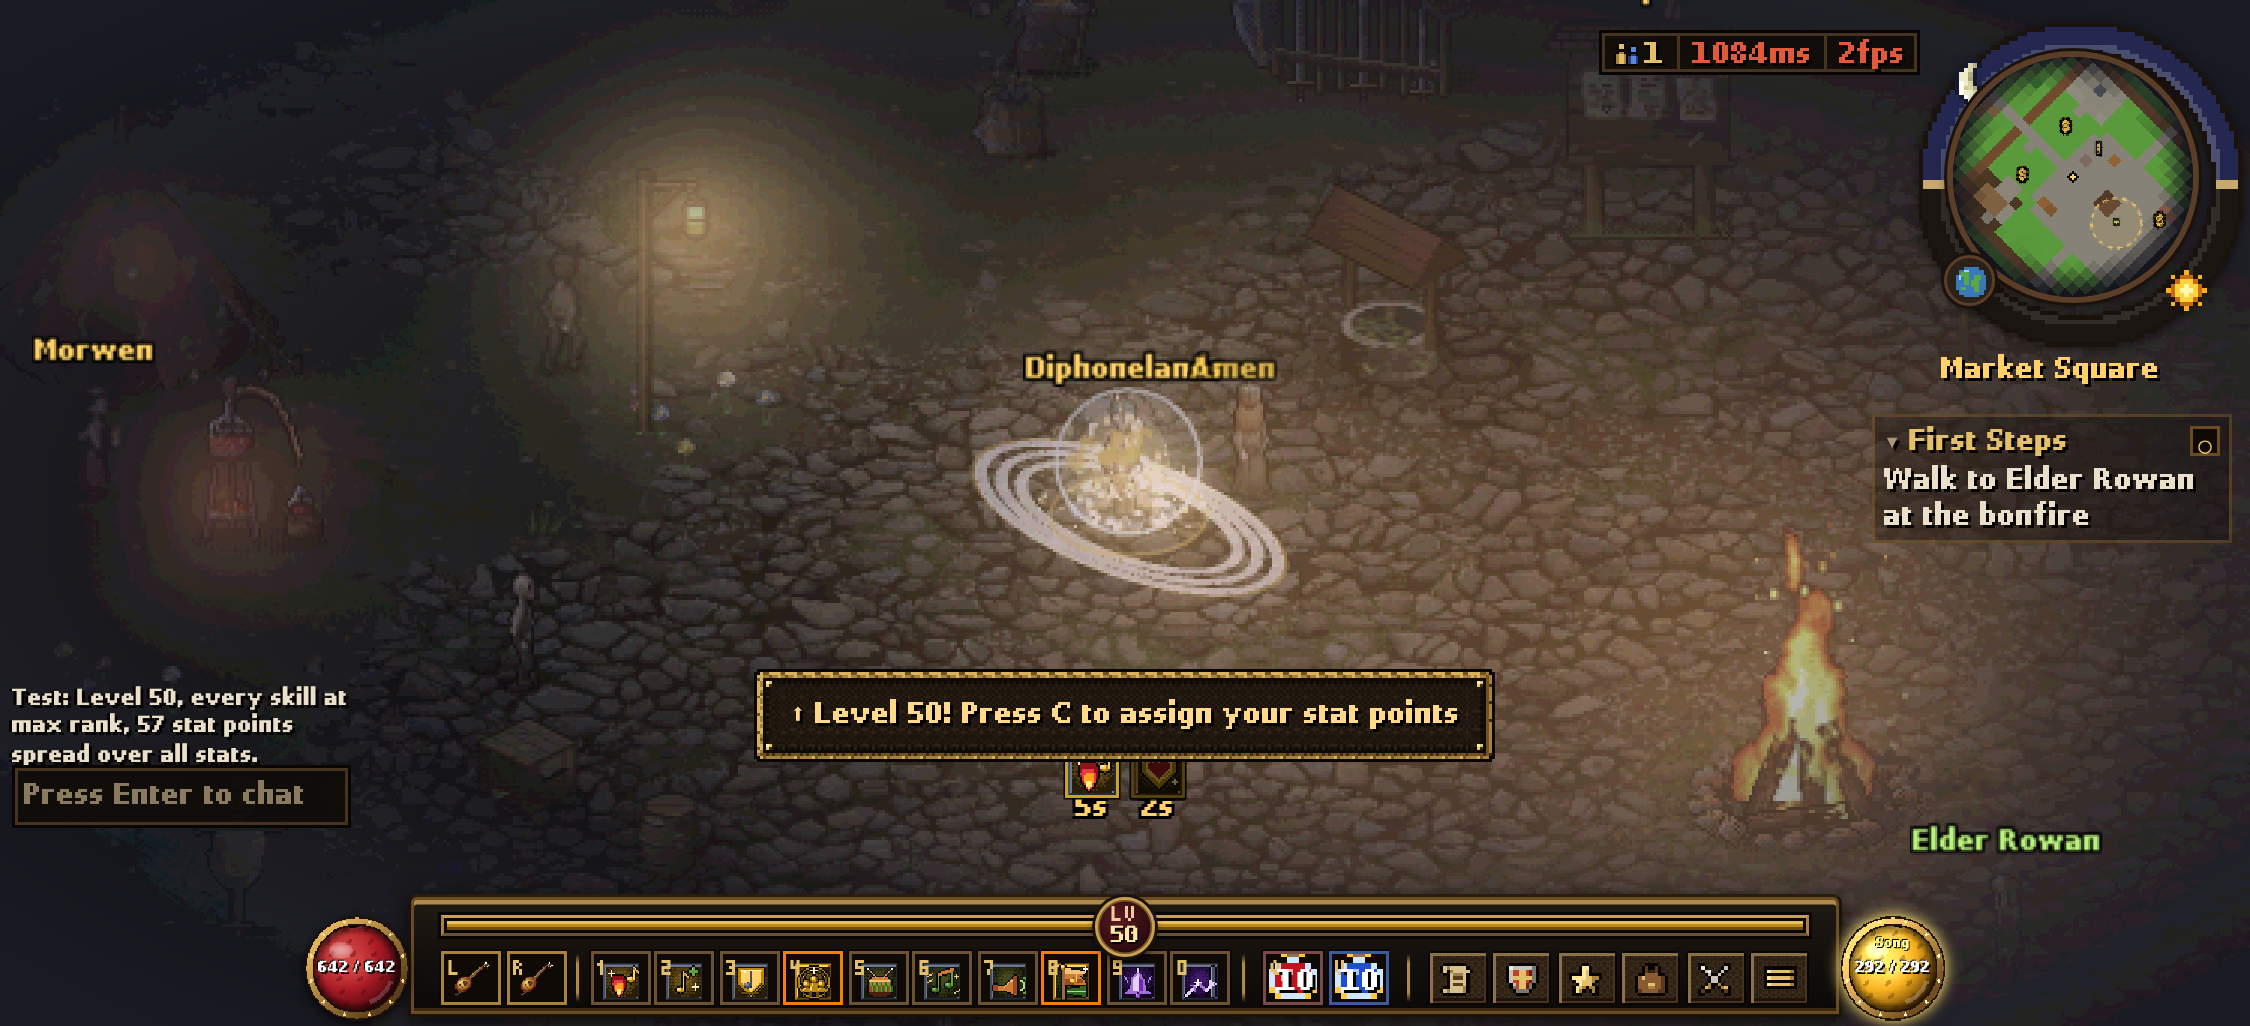 1 1084ms 2fps
Morwen
DiphonelanAmen
Market Square
First Steps
Walk to Elder Rowan
at the bonfire
Test: Level 50, every skill at
max rank, 57 stat points
spread over all stats.
Press Enter to chat
↑ Level 50! Press C to assign your stat points
5s 2s
Elder Rowan
LV
50
642 / 642
L R 1 2 3 4 5 6 7 8 9 0
10 10
Song
292 / 292